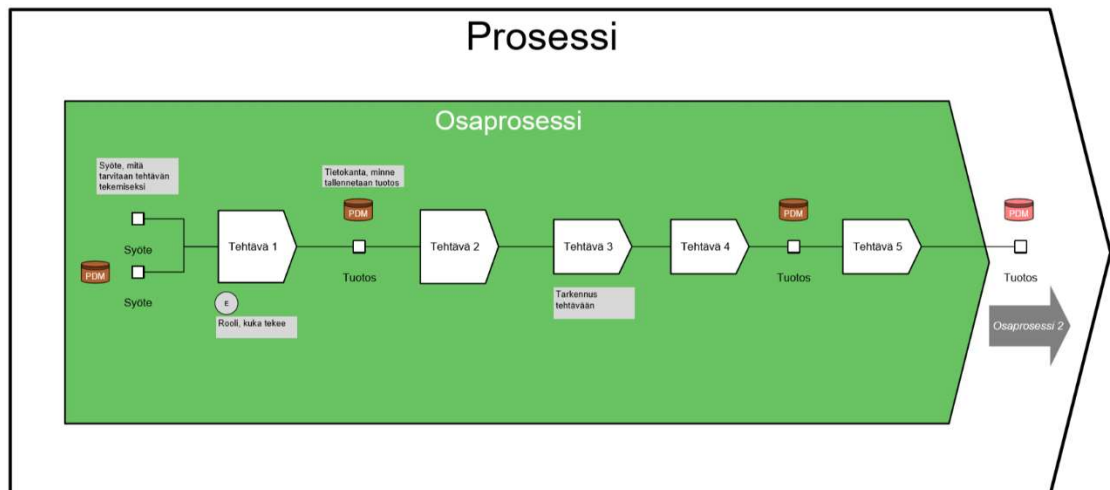 Prosessi
Osaprosessi
Syöte, mitä
tarvitaan tehtävän
tekemiseksi
Tietokanta, minne
tallennetaan tuotos
PDM
PDM
PDM
Syöte
Tehtävä 1
Tuotos
Tehtävä 2
Tehtävä 3
Tehtävä 4
Tuotos
Tehtävä 5
Tuotos
PDM
Syöte
E
Rooli, kuka tekee
Tarkennus
tehtävään
Osaprosessi 2